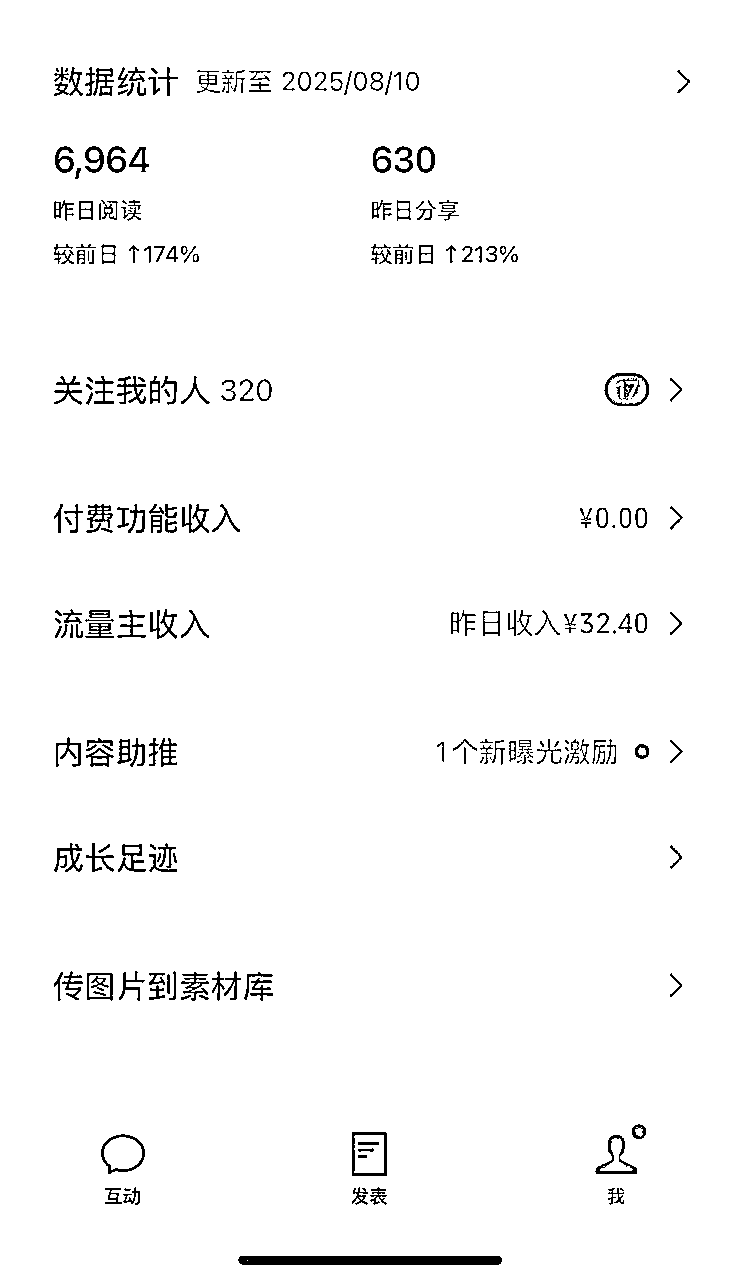 数据统计 更新至 2025/08/10
6,964 630
昨日阅读 昨日分享
较前日 ↑174% 较前日 ↑213%
关注我的人 320 17
付费功能收入 ¥0.00
流量主收入 昨日收入¥32.40
内容助推 1个新曝光激励
成长足迹
传图片到素材库
互动 发表 我